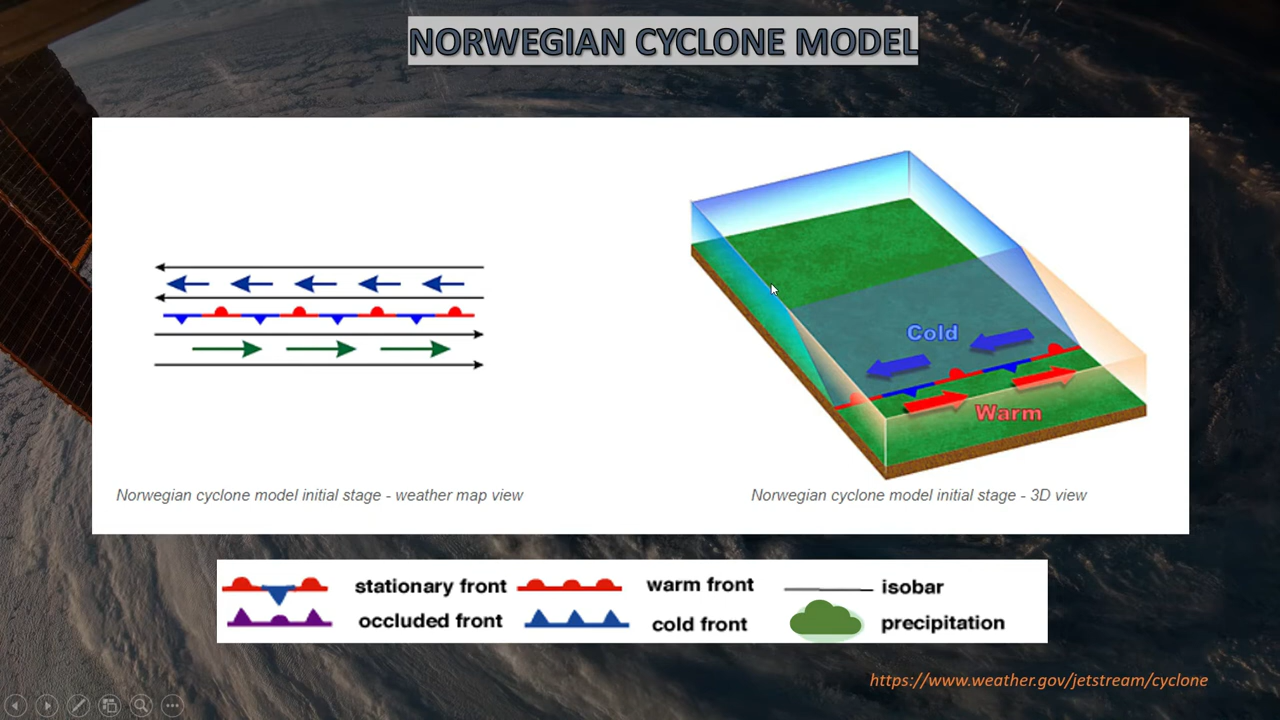 NORWEGIAN CYCLONE MODEL
Cold
Warm
Norwegian cyclone model initial stage - weather map view
Norwegian cyclone model initial stage - 3D view
stationary front
warm front
isobar
occluded front
cold front
precipitation
https://www.weather.gov/jetstream/cyclone